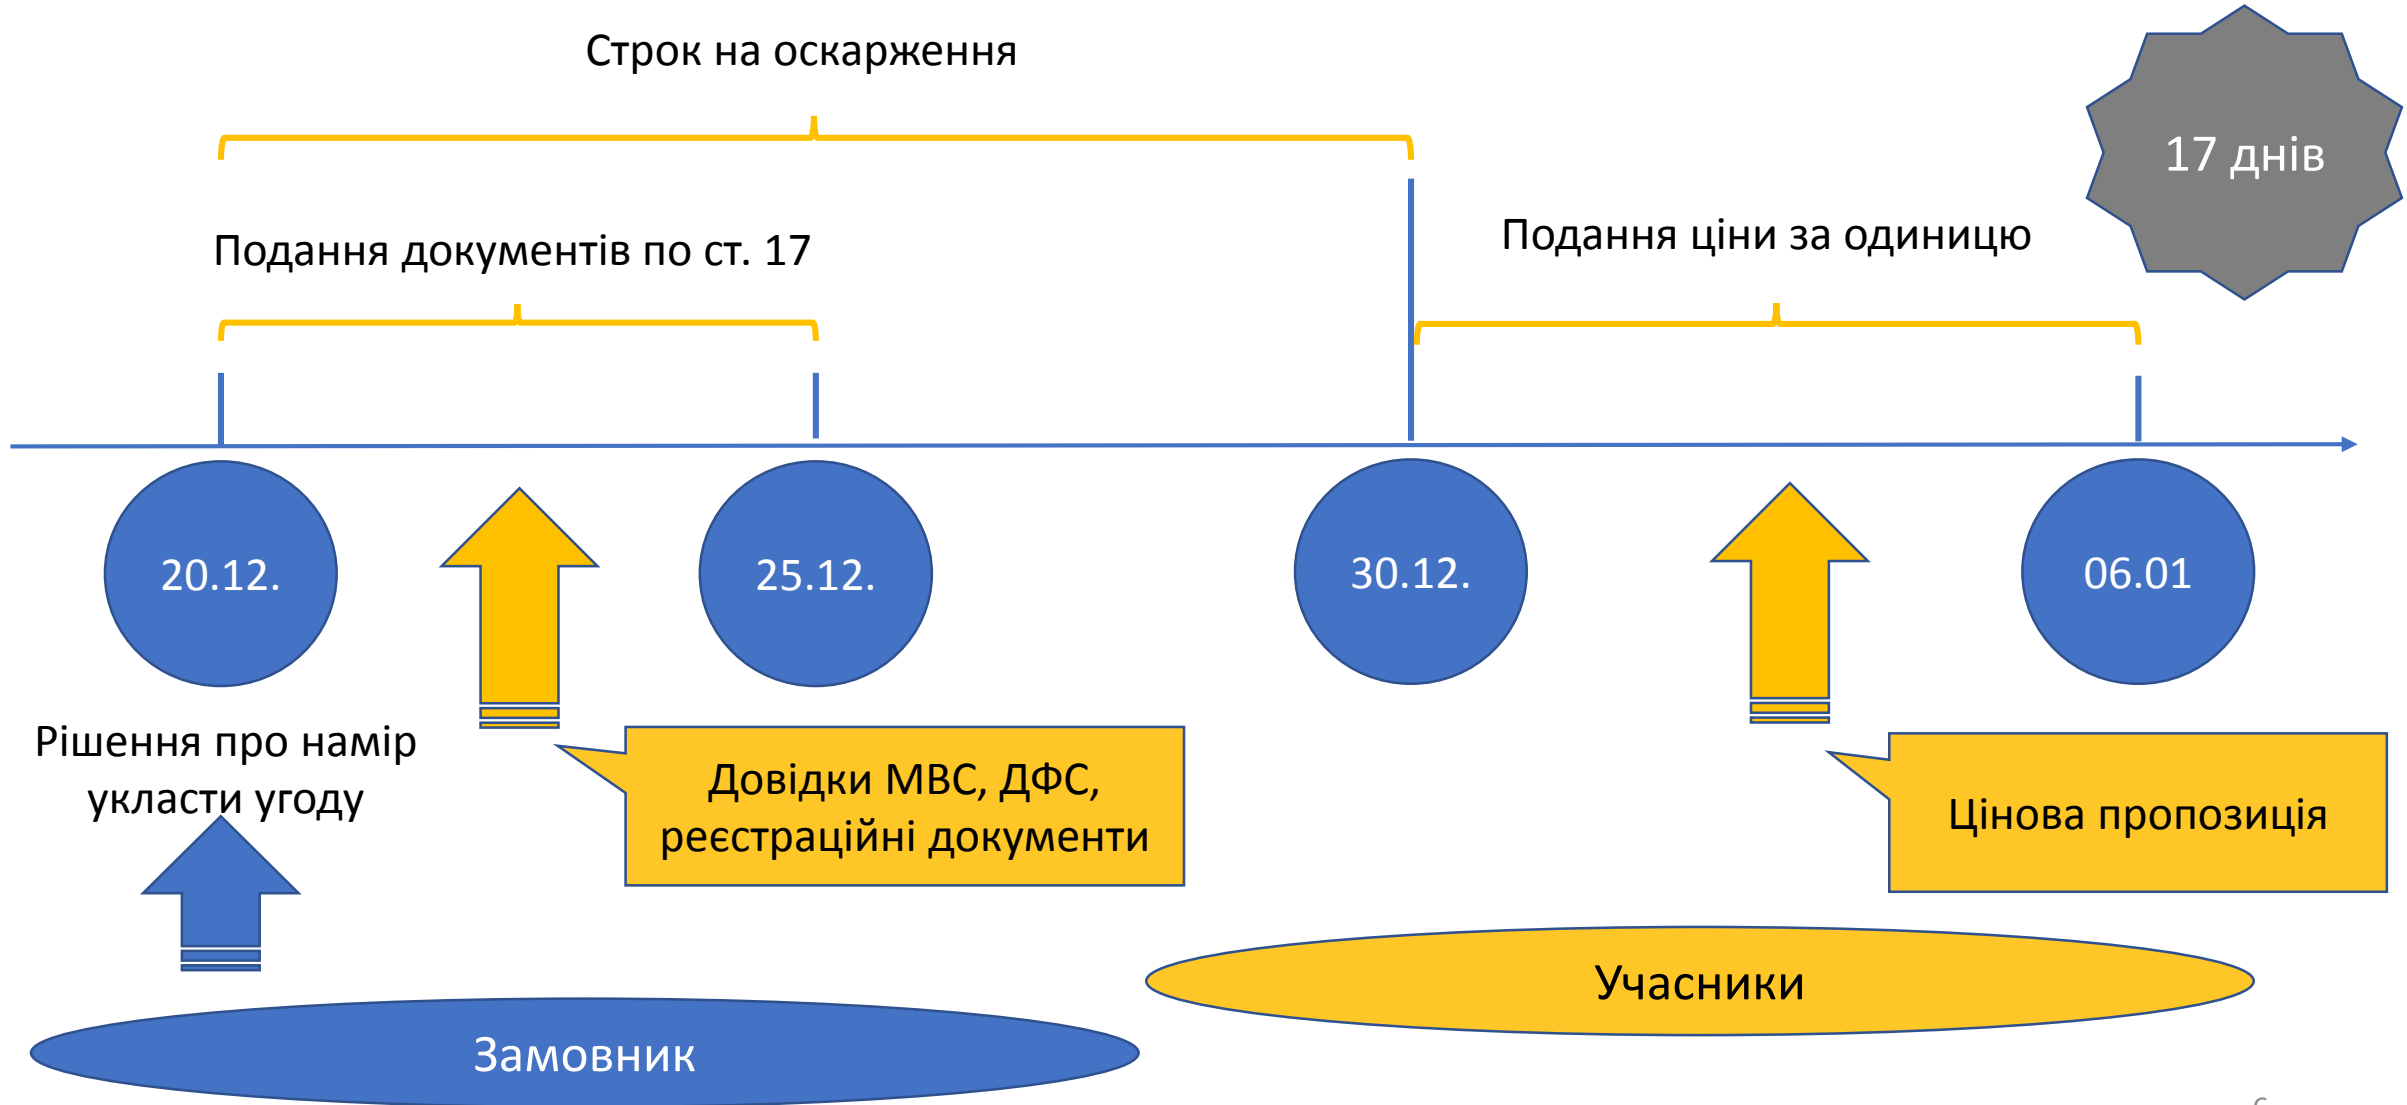 Строк на оскарження
17 днів
Подання документів по ст. 17
Подання ціни за одиницю
20.12.
25.12.
30.12.
06.01
Рішення про намір
укласти угоду
Довідки МВС, ДФС,
реєстраційні документи
Цінова пропозиція
Учасники
Замовник